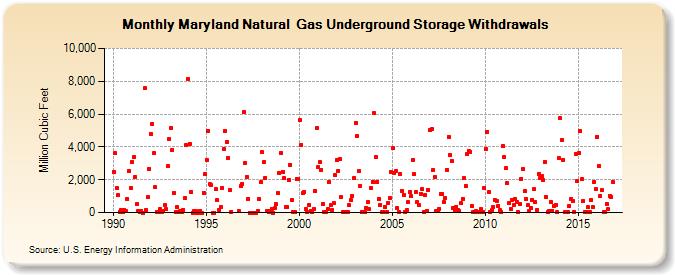 Monthly Maryland Natural Gas Underground Storage Withdrawals
Million Cubic Feet
10,000
8,000
6,000
4,000
2,000
0
1990 1995 2000 2005 2010 2015
Source: U.S. Energy Information Administration